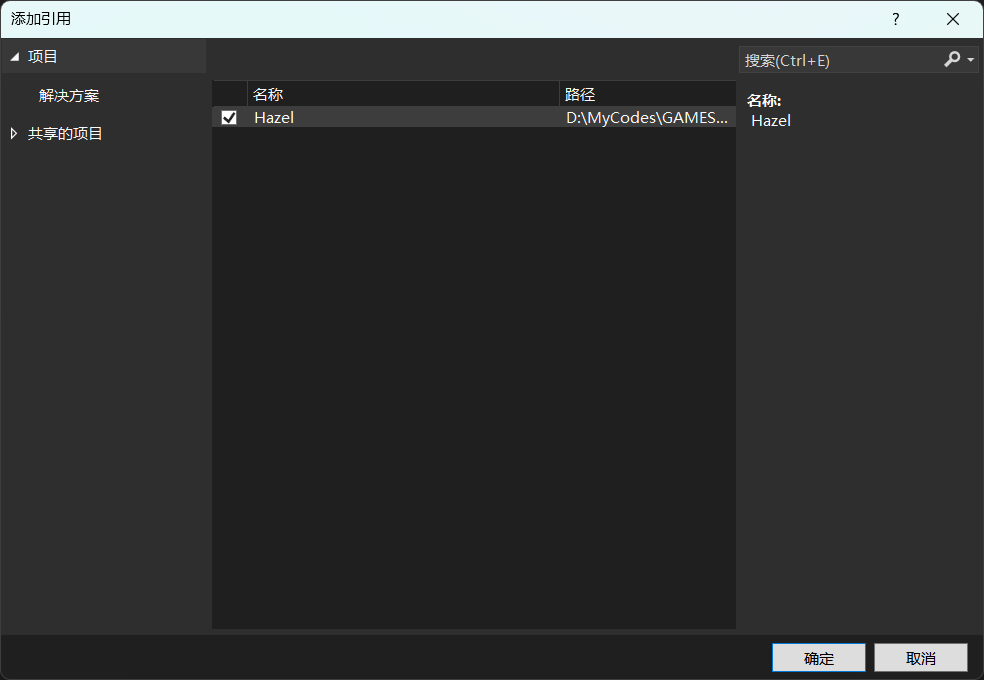 添加引用
?
项目
解决方案
共享的项目
名称
路径
Hazel
D:\MyCodes\GAMES...
搜索(Ctrl+E)
名称:
Hazel
确定
取消